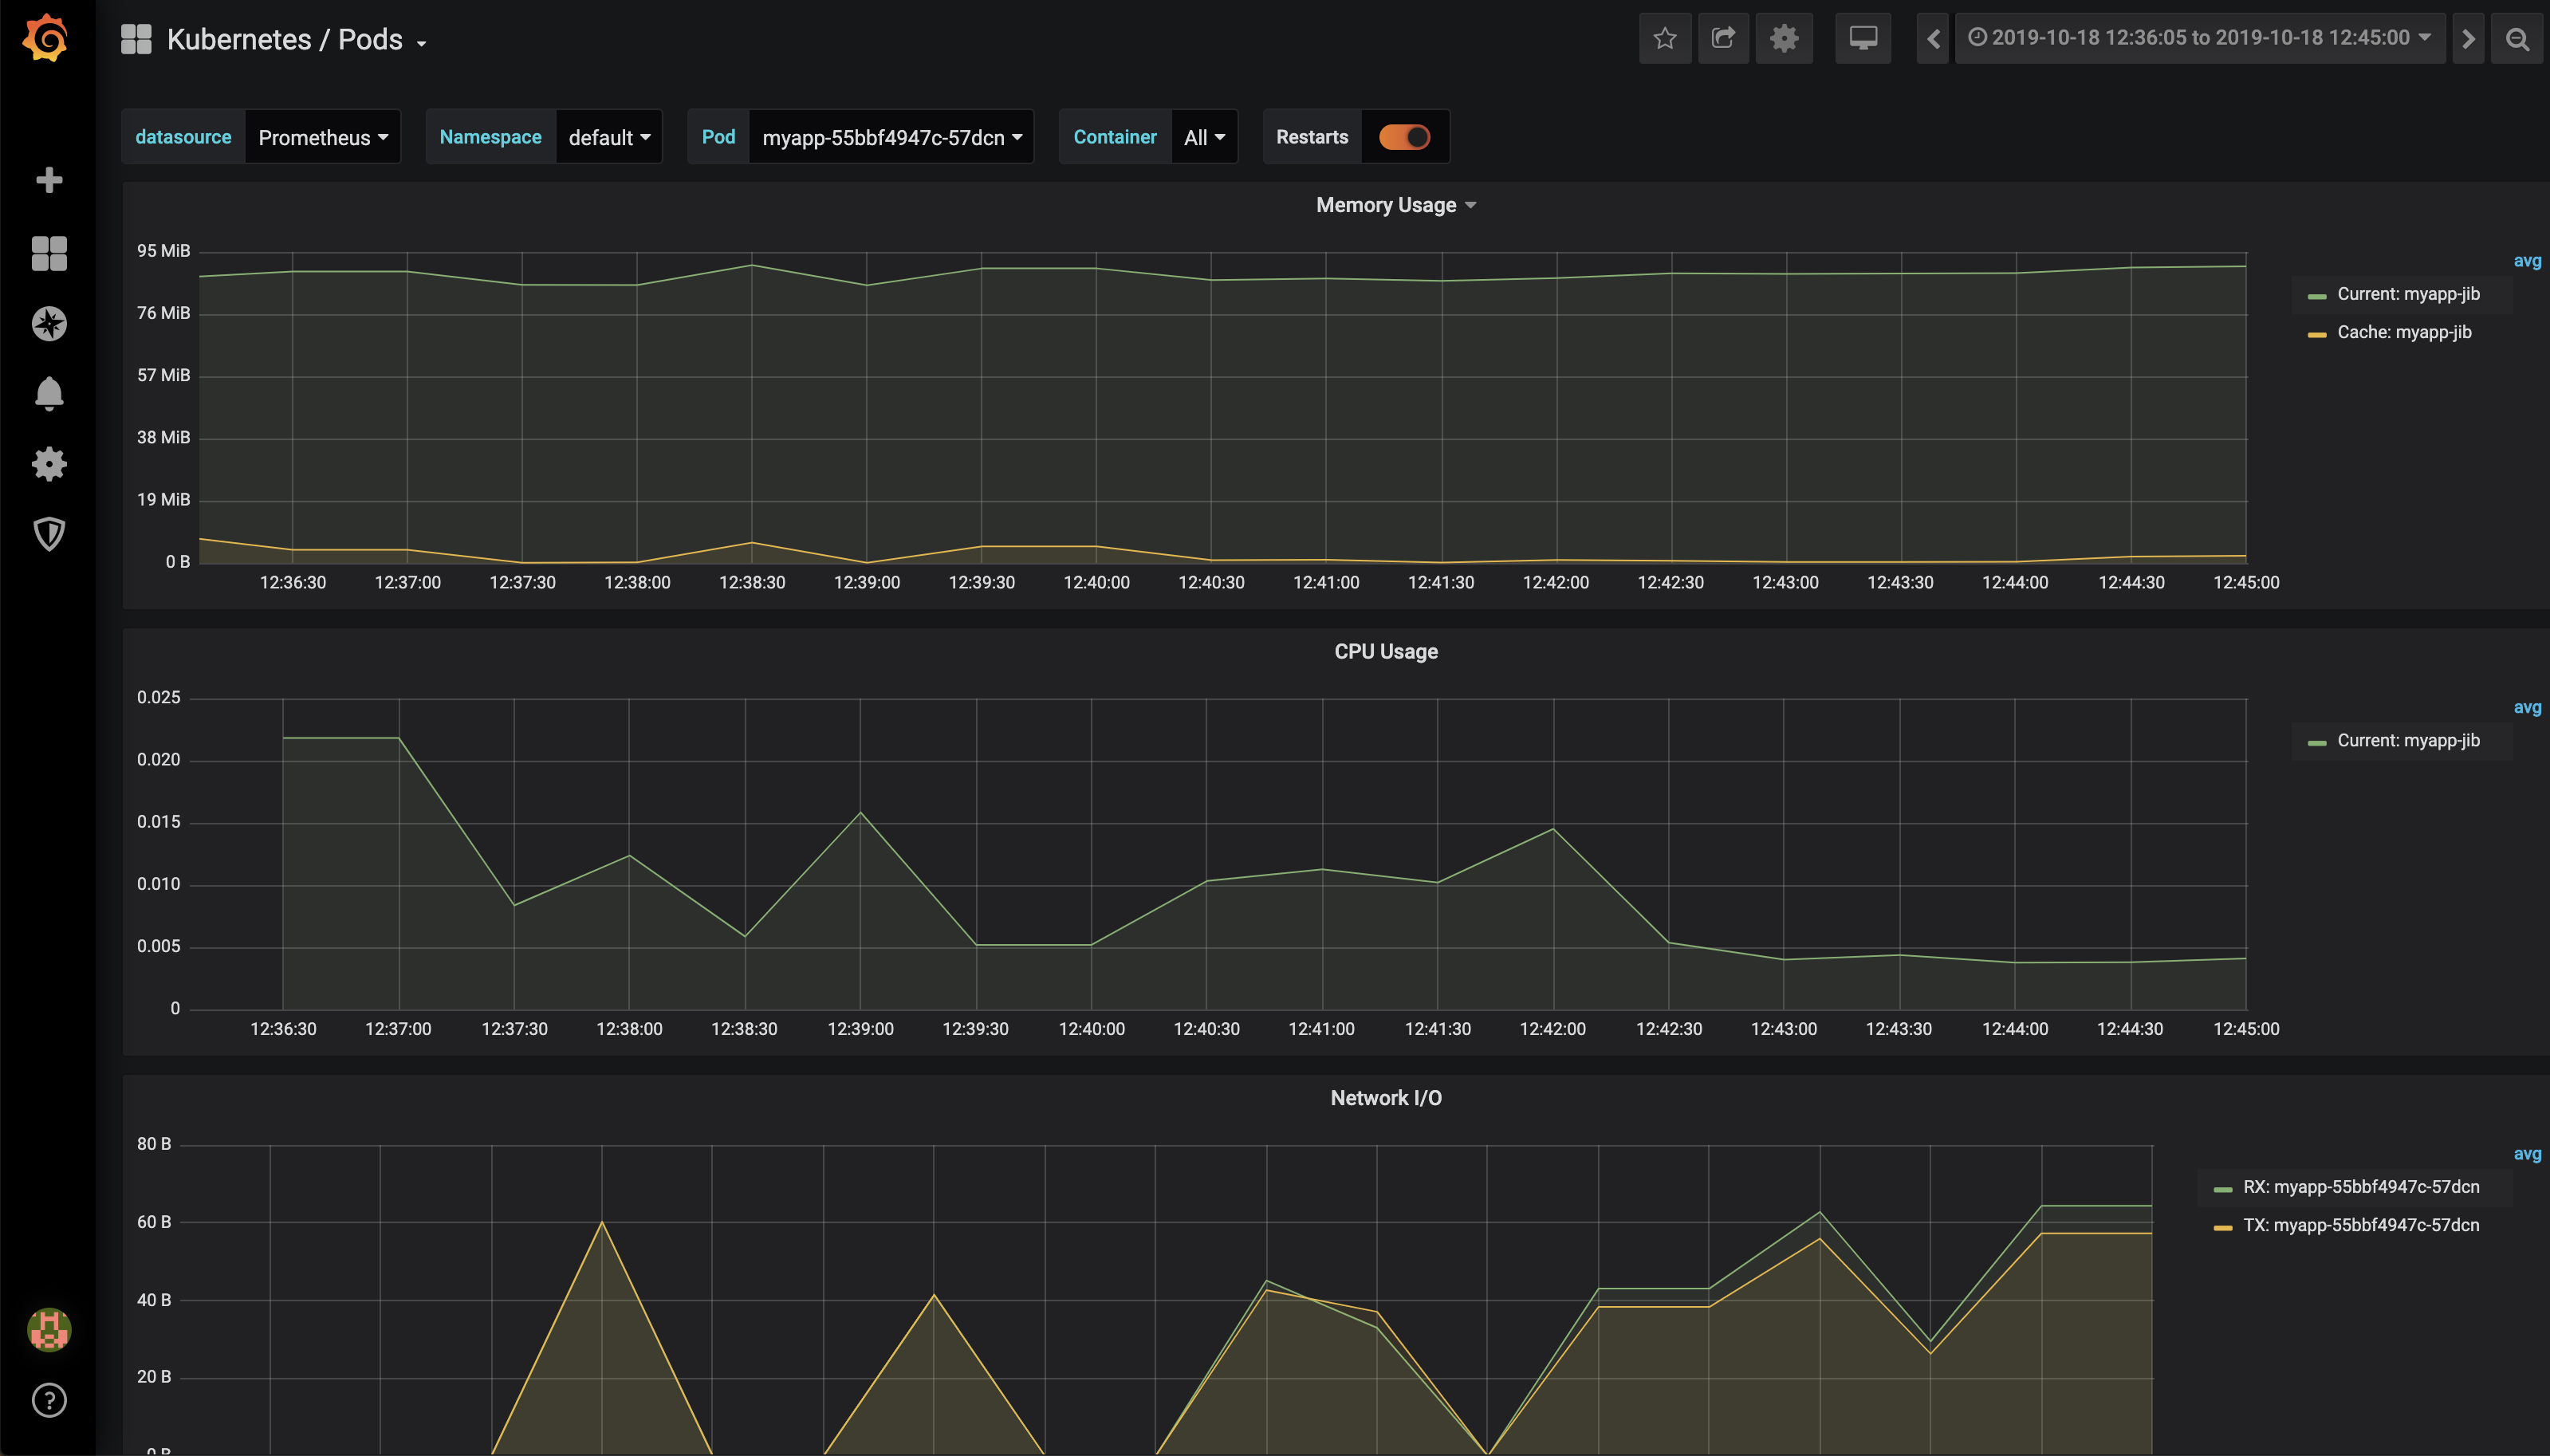 Kubernetes / Pods
2019-10-18 12:36:05 to 2019-10-18 12:45:00
datasource Prometheus Namespace default Pod myapp-55bbf4947c-57dcn Container All Restarts
Memory Usage
95 MiB
76 MiB
57 MiB
38 MiB
19 MiB
0 B
12:36:30 12:37:00 12:37:30 12:38:00 12:38:30 12:39:00 12:39:30 12:40:00 12:40:30 12:41:00 12:41:30 12:42:00 12:42:30 12:43:00 12:43:30 12:44:00 12:44:30 12:45:00
avg
Current: myapp-jib
Cache: myapp-jib
CPU Usage
0.025
0.020
0.015
0.010
0.005
0
12:36:30 12:37:00 12:37:30 12:38:00 12:38:30 12:39:00 12:39:30 12:40:00 12:40:30 12:41:00 12:41:30 12:42:00 12:42:30 12:43:00 12:43:30 12:44:00 12:44:30 12:45:00
avg
Current: myapp-jib
Network I/O
80 B
60 B
40 B
20 B
0 B
avg
RX: myapp-55bbf4947c-57dcn
TX: myapp-55bbf4947c-57dcn
?